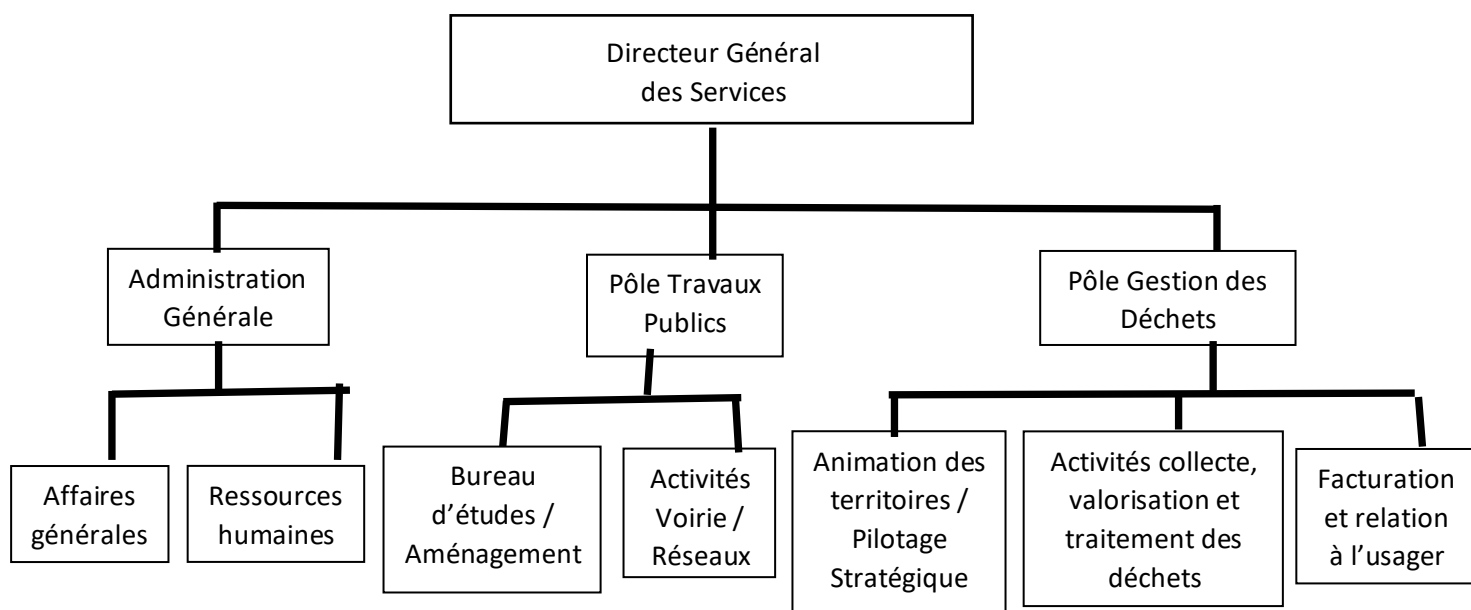 Directeur Général
des Services
Administration
Générale
Pôle Travaux
Publics
Pôle Gestion des
Déchets
Affaires
générales
Ressources
humaines
Bureau
d’études /
Aménagement
Activités
Voirie /
Réseaux
Animation des
territoires /
Pilotage
Stratégique
Activités collecte,
valorisation et
traitement des
déchets
Facturation
et relation
à l’usager